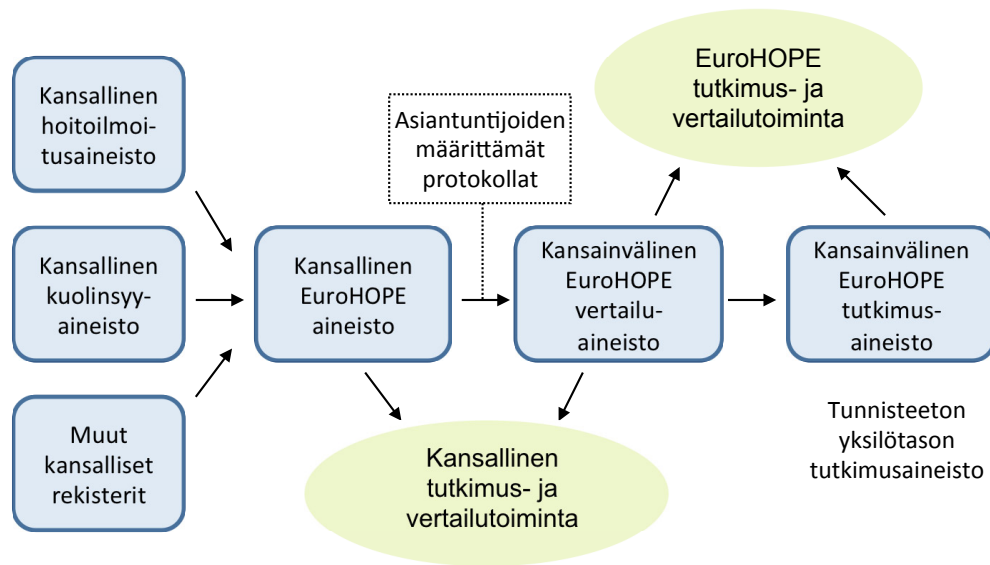 Kansallinen
hoitoilmoi-
tusaineisto
Kansallinen
kuolinsyy-
aineisto
Muut
kansalliset
rekisterit
Kansallinen
EuroHOPE
aineisto
Asiantuntijoiden
määrittämät
protokollat
Kansainvälinen
EuroHOPE
vertailu-
aineisto
Kansainvälinen
EuroHOPE
tutkimus-
aineisto
EuroHOPE
tutkimus- ja
vertailutoiminta
Kansallinen
tutkimus- ja
vertailutoiminta
Tunnisteeton
yksilötason
tutkimusaineisto